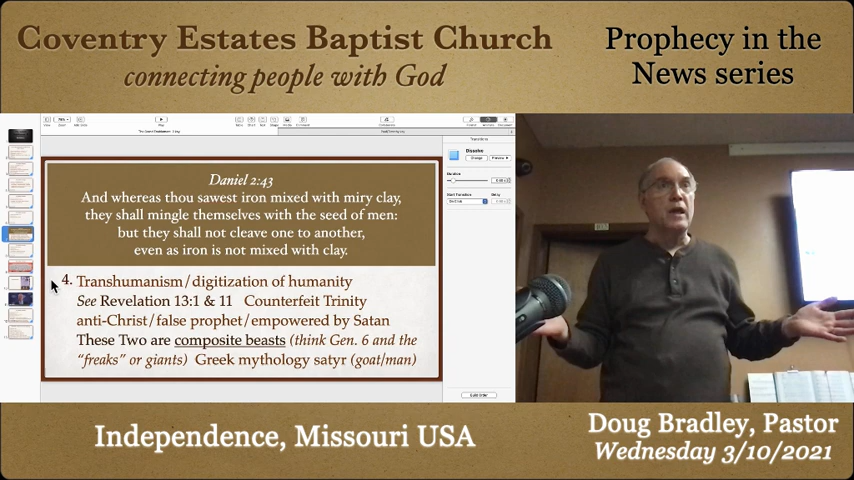 Coventry Estates Baptist Church
connecting people with God
Prophecy in the
News series
Daniel 2:43
And whereas thou sawest iron mixed with miry clay,
they shall mingle themselves with the seed of men:
but they shall not cleave one to another,
even as iron is not mixed with clay.
4. Transhumanism/digitization of humanity
See Revelation 13:1 & 11 Counterfeit Trinity
anti-Christ/false prophet/empowered by Satan
These Two are composite beasts (think Gen. 6 and the
"freaks" or giants) Greek mythology satyr (goat/man)
Dissolve
Independence, Missouri USA
Doug Bradley, Pastor
Wednesday 3/10/2021